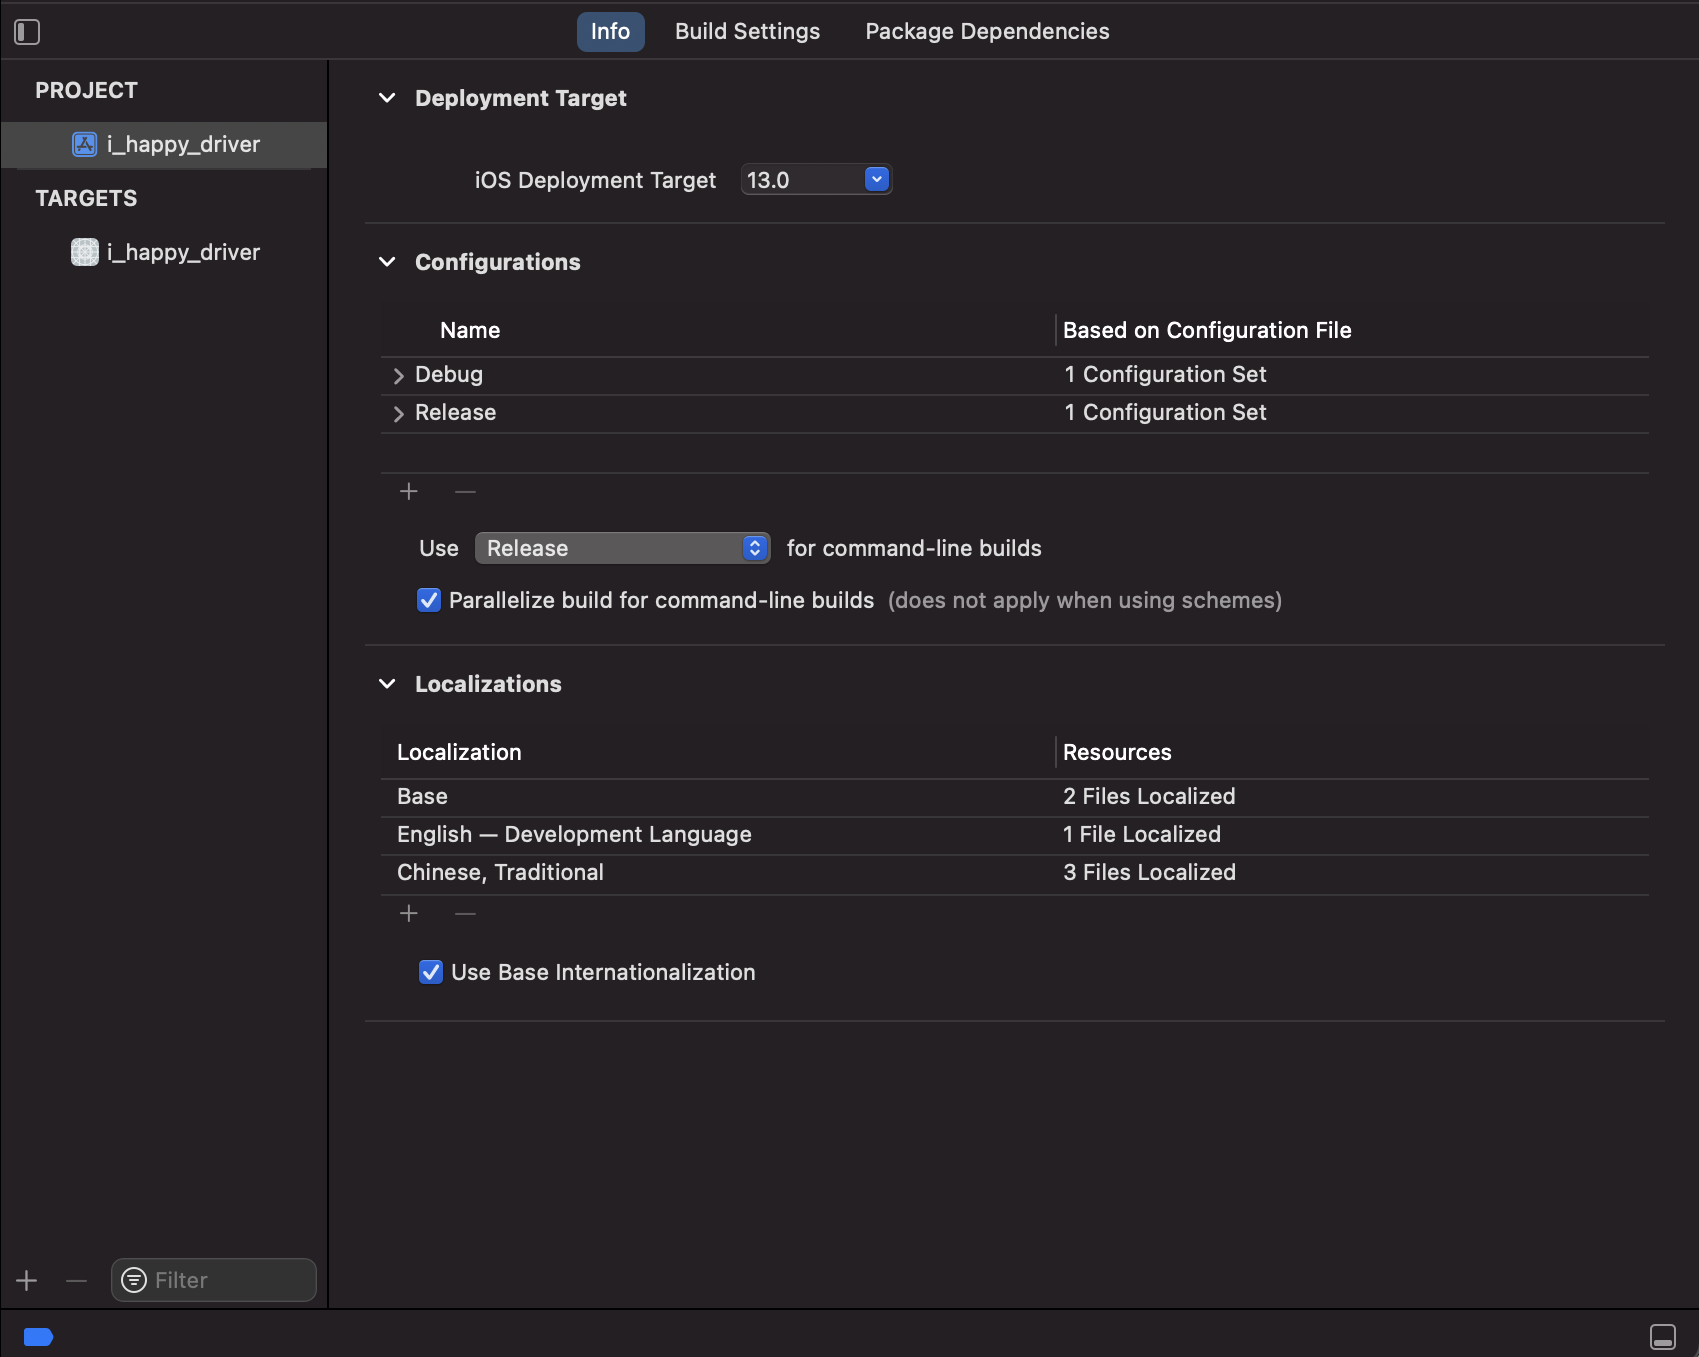 Info Build Settings Package Dependencies
PROJECT
i_happy_driver
TARGETS
i_happy_driver
Deployment Target
iOS Deployment Target 13.0
Configurations
Name Based on Configuration File
Debug 1 Configuration Set
Release 1 Configuration Set
Use Release for command-line builds
Parallelize build for command-line builds (does not apply when using schemes)
Localizations
Localization Resources
Base 2 Files Localized
English — Development Language 1 File Localized
Chinese, Traditional 3 Files Localized
Use Base Internationalization
Filter